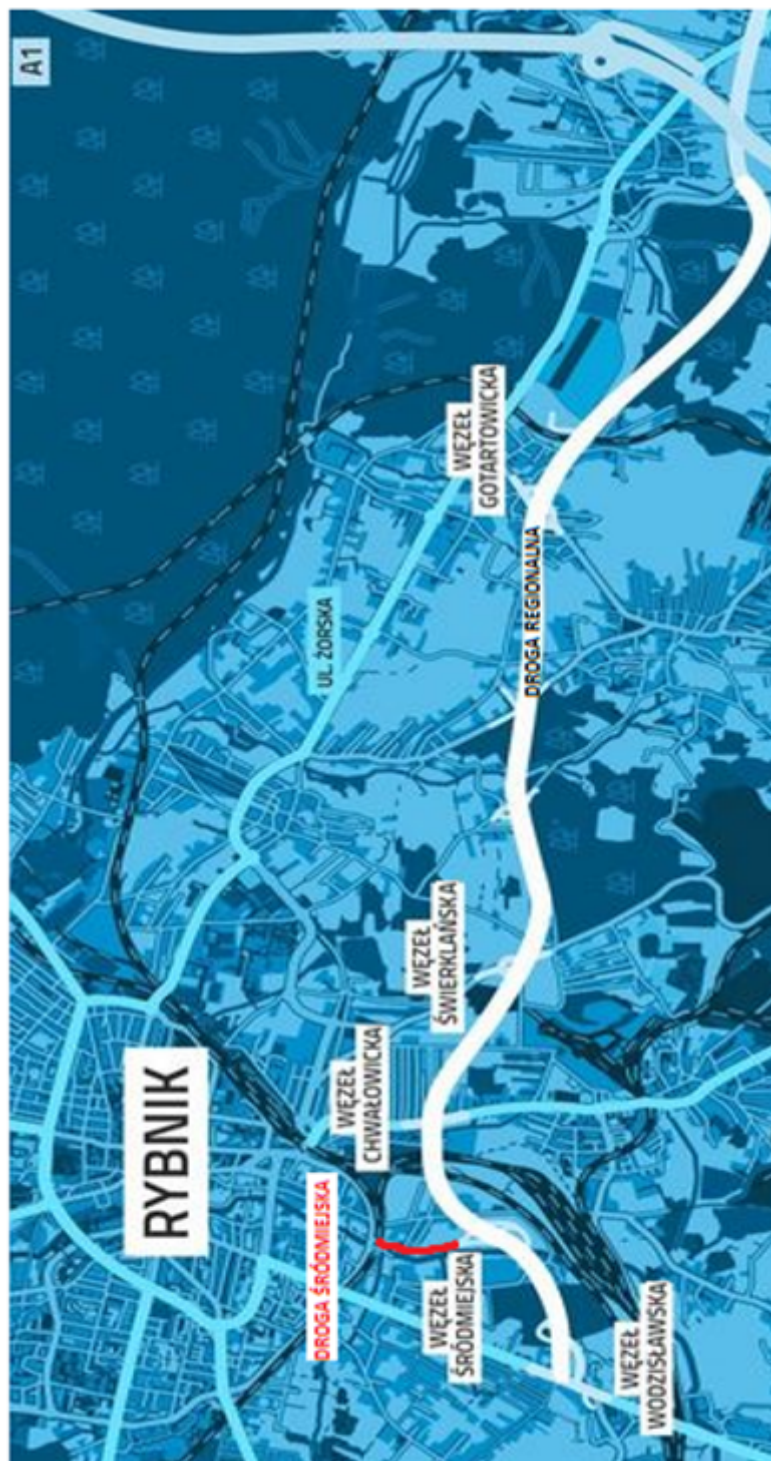 A1
RYBNIK
UL. ŻORSKA
WĘZEŁ
GOTARTOWICKA
DROGA REGIONALNA
WĘZEŁ
ŚWIERKLAŃSKA
WĘZEŁ
CHWAŁOWICKA
DROGA ŚRÓDMIEJSKA
WĘZEŁ
ŚRÓDMIEJSKA
WĘZEŁ
WODZISŁAWSKA